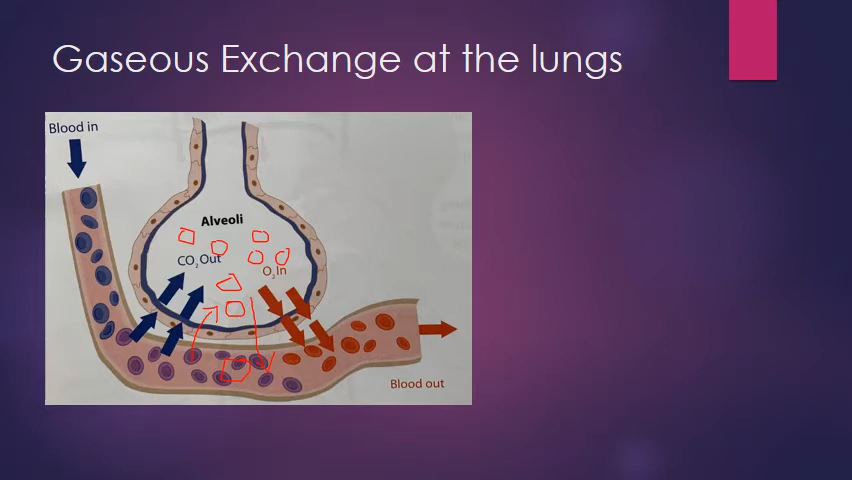 Gaseous Exchange at the lungs
Blood in
Alveoli
CO2 Out
O2 In
Blood out